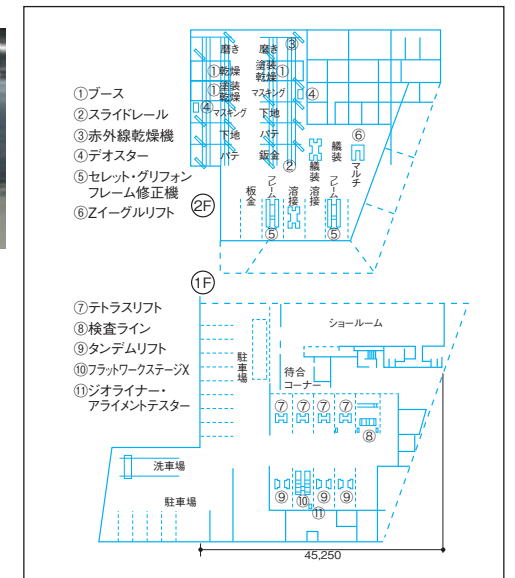 ①ブース
②スライドレール
③赤外線乾燥機
④デオスター
⑤セレット・グリフォン
フレーム修正機
⑥Zイーグルリフト
2F
磨き
磨き
③
①乾燥
塗装
乾燥
①
①塗装
乾燥
マスキング
④
④
マスキング
下地
下地
パテ
パテ
鈑金
②
艤装
艤装
⑥
マルチ
板金
フレーム
溶接
溶接
フレーム
⑤
⑤
1F
⑦テトラスリフト
⑧検査ライン
⑨タンデムリフト
⑩フラットワークステージX
⑪ジオライナー・
アライメントテスター
駐車場
ショールーム
待合
コーナー
⑦
⑦
⑦
⑦
⑧
洗車場
駐車場
⑨
⑩
⑨
⑨
⑪
45,250